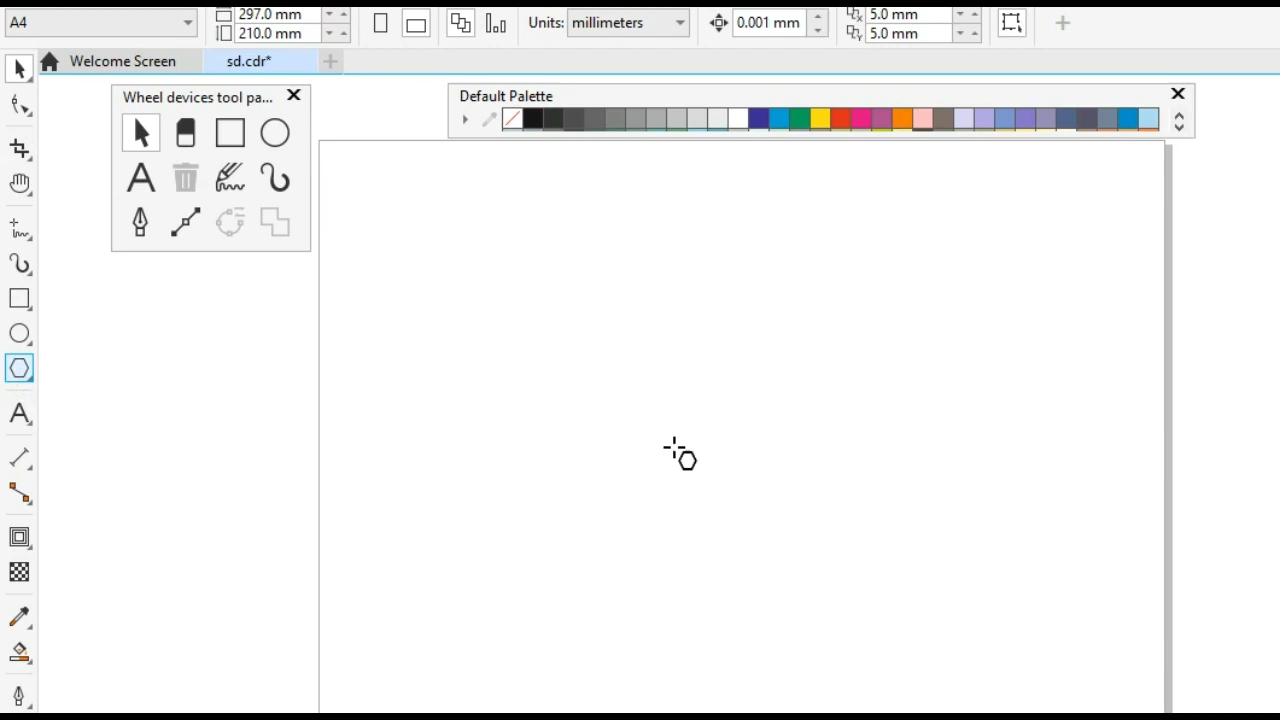 A4
297.0 mm
210.0 mm
Units: millimeters
0.001 mm
5.0 mm
5.0 mm
Welcome Screen
sd.cdr*
Wheel devices tool pa...
Default Palette